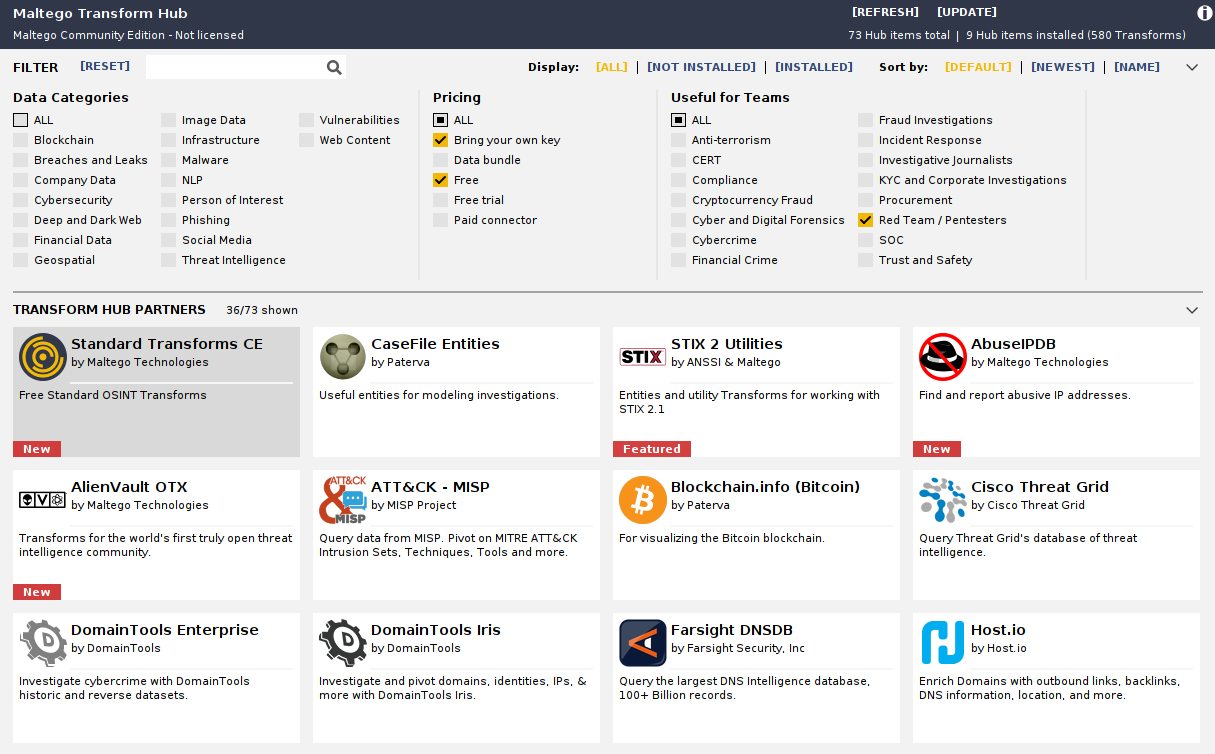 Maltego Transform Hub
[REFRESH] [UPDATE]
Maltego Community Edition - Not licensed
73 Hub items total | 9 Hub items installed (580 Transforms)
FILTER [RESET]
Display: [ALL] | [NOT INSTALLED] | [INSTALLED]
Sort by: [DEFAULT] | [NEWEST] | [NAME]
Data Categories
ALL
Blockchain
Breaches and Leaks
Company Data
Cybersecurity
Deep and Dark Web
Financial Data
Geospatial
Image Data
Infrastructure
Malware
NLP
Person of Interest
Phishing
Social Media
Threat Intelligence
Vulnerabilities
Web Content
Pricing
ALL
Bring your own key
Data bundle
Free
Free trial
Paid connector
Useful for Teams
ALL
Anti-terrorism
CERT
Compliance
Cryptocurrency Fraud
Cyber and Digital Forensics
Cybercrime
Financial Crime
Fraud Investigations
Incident Response
Investigative Journalists
KYC and Corporate Investigations
Procurement
Red Team / Pentesters
SOC
Trust and Safety
TRANSFORM HUB PARTNERS 36/73 shown
Standard Transforms CE
by Maltego Technologies
Free Standard OSINT Transforms
New
CaseFile Entities
by Paterva
Useful entities for modeling investigations.
STIX
STIX 2 Utilities
by ANSSI & Maltego
Entities and utility Transforms for working with
STIX 2.1
Featured
AbuseIPDB
by Maltego Technologies
Find and report abusive IP addresses.
New
AlienVault OTX
by Maltego Technologies
Transforms for the world's first truly open threat
intelligence community.
New
ATT&CK
& MISP
ATT&CK - MISP
by MISP Project
Query data from MISP. Pivot on MITRE ATT&CK
Intrusion Sets, Techniques, Tools and more.
Blockchain.info (Bitcoin)
by Paterva
For visualizing the Bitcoin blockchain.
Cisco Threat Grid
by Cisco Threat Grid
Query Threat Grid's database of threat
intelligence.
DomainTools Enterprise
by DomainTools
Investigate cybercrime with DomainTools
historic and reverse datasets.
DomainTools Iris
by DomainTools
Investigate and pivot domains, identities, IPs, &
more with DomainTools Iris.
Farsight DNSDB
by Farsight Security, Inc
Query the largest DNS Intelligence database,
100+ Billion records.
Host.io
by Host.io
Enrich Domains with outbound links, backlinks,
DNS information, location, and more.